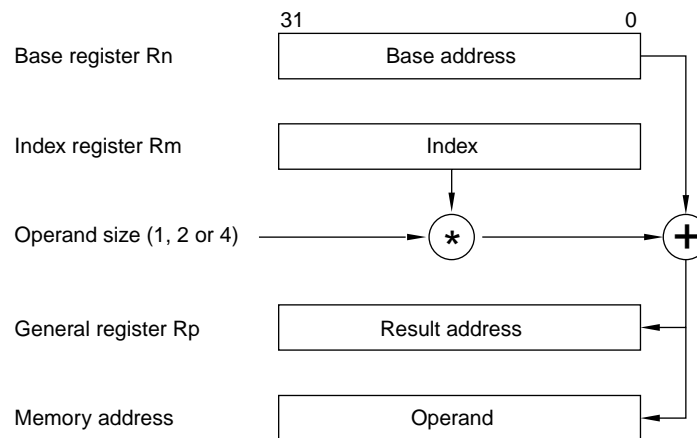 31 0
Base register Rn Base address
Index register Rm Index
Operand size (1, 2 or 4) * +
General register Rp Result address
Memory address Operand